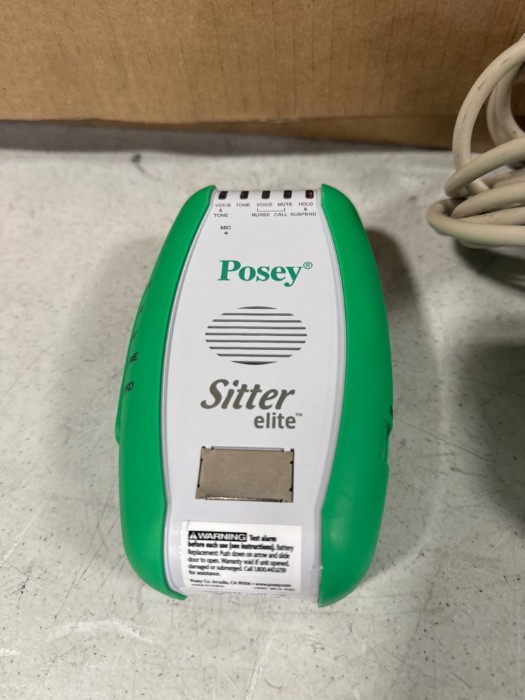 VOICE TONE VOICE MUTE HOLD
& &
TONE NURSE CALL SUSPEND
MIC
Posey®
Sitter
elite™
WARNING Test alarm
before each use (see instructions). Battery
Replacement: Push down on arrow and slide
door to open. Warranty void if unit opened,
damaged or submerged. Call 1.800.447.6739
for assistance.
Posey Co. Arcadia, CA 91006 • www.posey.com